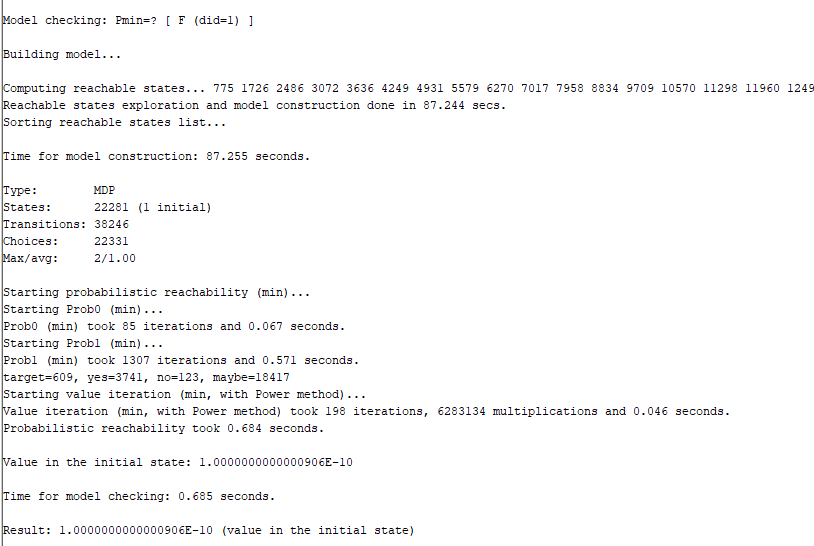 Model checking: Pmin=? [ F (did=1) ]
Building model...
Computing reachable states... 775 1726 2486 3072 3636 4249 4931 5579 6270 7017 7958 8834 9709 10570 11298 11960 1249
Reachable states exploration and model construction done in 87.244 secs.
Sorting reachable states list...
Time for model construction: 87.255 seconds.
Type: MDP
States: 22281 (1 initial)
Transitions: 38246
Choices: 22331
Max/avg: 2/1.00
Starting probabilistic reachability (min)...
Starting Prob0 (min)...
Prob0 (min) took 85 iterations and 0.067 seconds.
Starting Prob1 (min)...
Prob1 (min) took 1307 iterations and 0.571 seconds.
target=609, yes=3741, no=123, maybe=18417
Starting value iteration (min, with Power method)...
Value iteration (min, with Power method) took 198 iterations, 6283134 multiplications and 0.046 seconds.
Probabilistic reachability took 0.684 seconds.
Value in the initial state: 1.0000000000000906E-10
Time for model checking: 0.685 seconds.
Result: 1.0000000000000906E-10 (value in the initial state)